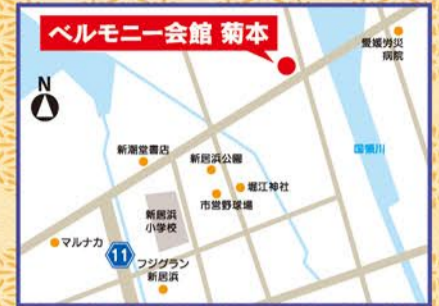 ベルモニー会館 菊本
愛媛労災
病院
N
新潮堂書店
新居浜公園
国領川
堀江神社
市営野球場
新居浜
小学校
マルナカ
11
フジグラン
新居浜